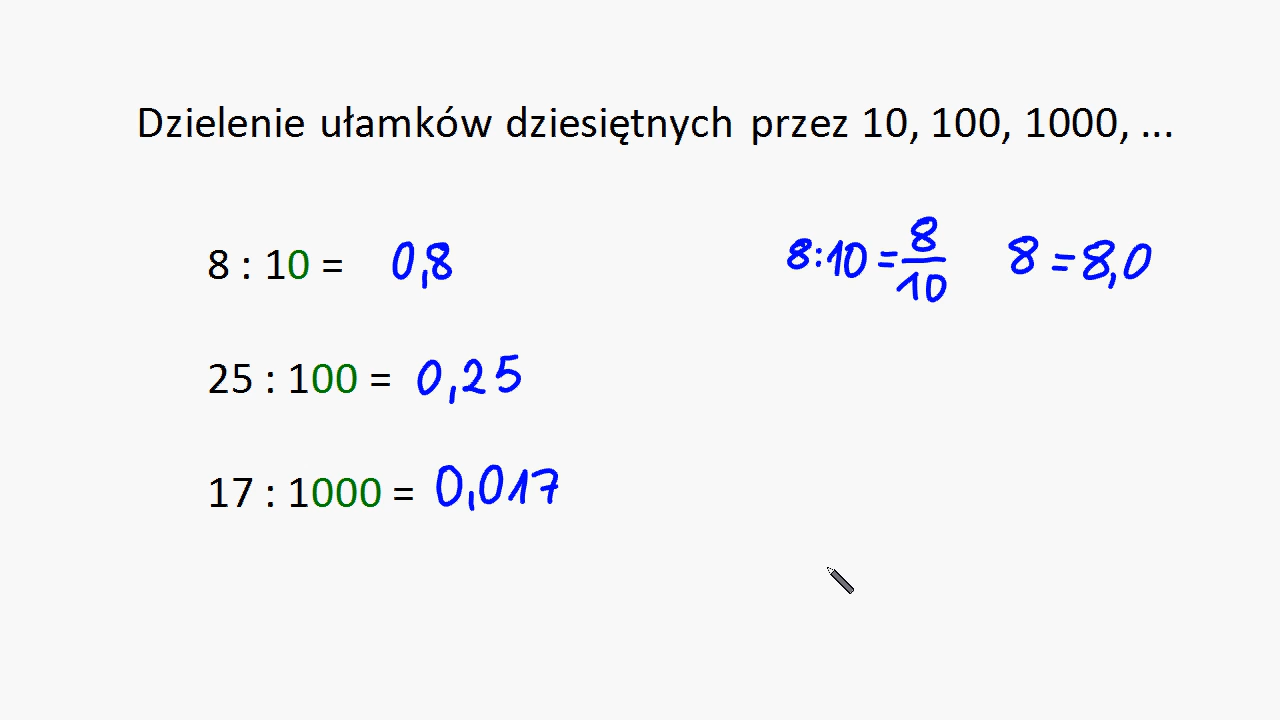 Dzielenie ułamków dziesiętnych przez 10, 100, 1000, ...
8 : 10 = 0,8
8:10 = 8/10 8 = 8,0
25 : 100 = 0,25
17 : 1000 = 0,017